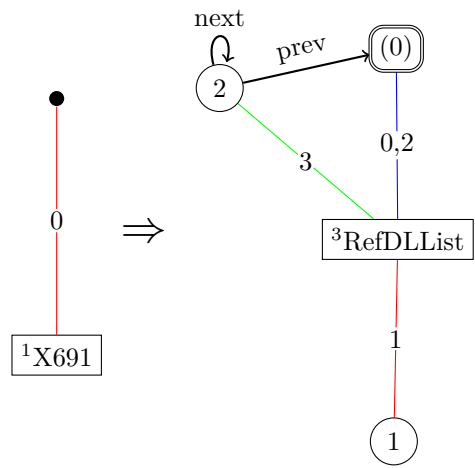 next
prev
(0)
2
3
0,2
0
⇒
³RefDLList
1
¹X691
1